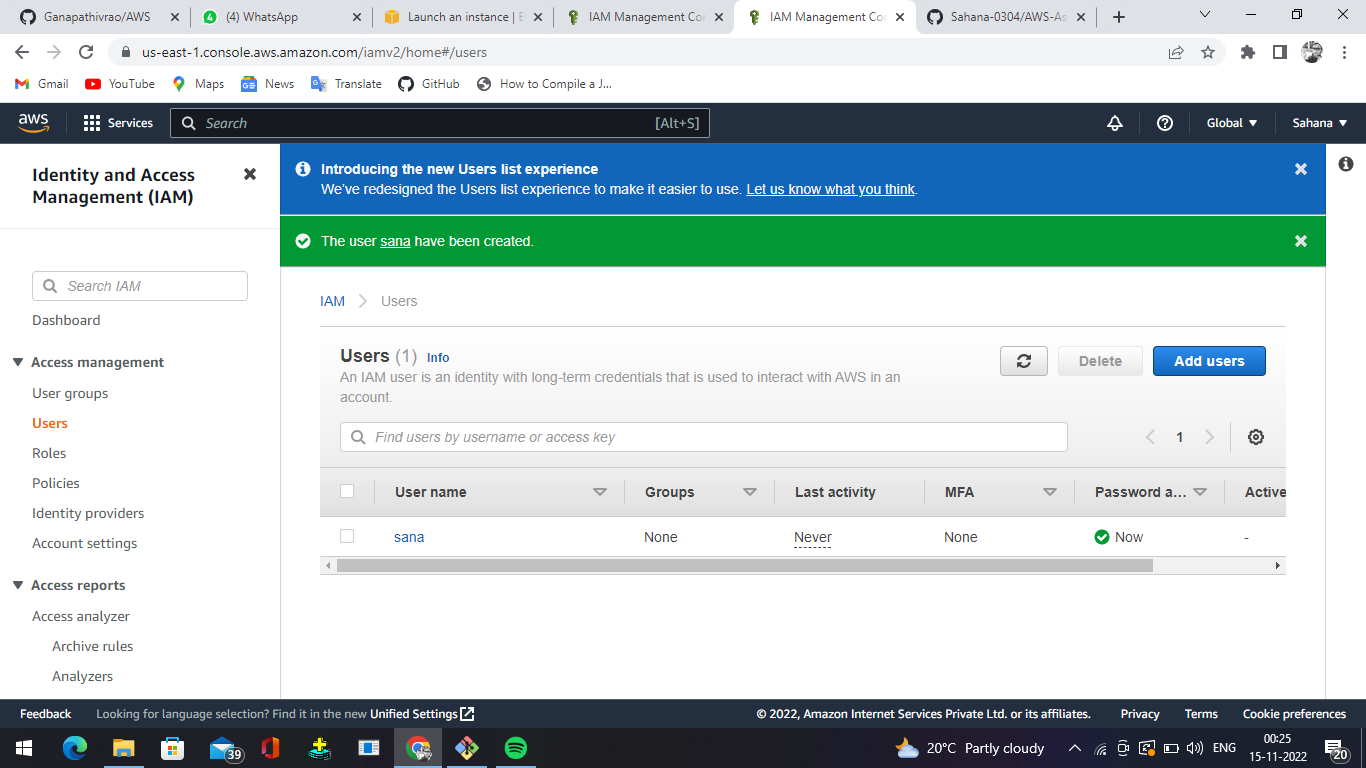 Ganapathivrao/AWS
(4) WhatsApp
Launch an instance | E
IAM Management Con
IAM Management Con
Sahana-0304/AWS-As
us-east-1.console.aws.amazon.com/iamv2/home#/users
Gmail
YouTube
Maps
News
Translate
GitHub
How to Compile a J...
aws
Services
Search
[Alt+S]
Global
Sahana
Identity and Access
Management (IAM)
Search IAM
Dashboard
Access management
User groups
Users
Roles
Policies
Identity providers
Account settings
Access reports
Access analyzer
Archive rules
Analyzers
Introducing the new Users list experience
We've redesigned the Users list experience to make it easier to use. Let us know what you think.
The user sana have been created.
IAM
Users
Users (1) Info
An IAM user is an identity with long-term credentials that is used to interact with AWS in an
account.
Delete
Add users
Find users by username or access key
1
User name
Groups
Last activity
MFA
Password a...
Active
sana
None
Never
None
Now
-
Feedback
Looking for language selection? Find it in the new Unified Settings
© 2022, Amazon Internet Services Private Ltd. or its affiliates.
Privacy
Terms
Cookie preferences
39
20°C Partly cloudy
ENG
00:25
15-11-2022
20